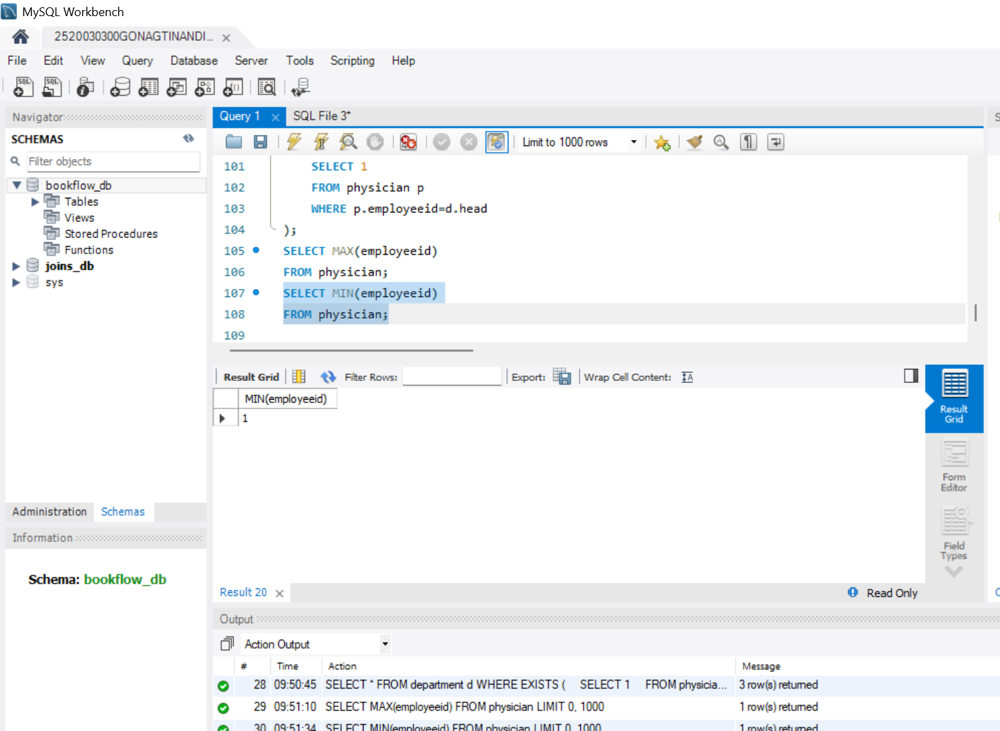 MySQL Workbench
2520030300GONAGTINANDI...
File Edit View Query Database Server Tools Scripting Help
Navigator
SCHEMAS
Filter objects
bookflow_db
Tables
Views
Stored Procedures
Functions
joins_db
sys
Administration Schemas
Information
Schema: bookflow_db
Query 1 SQL File 3*
Limit to 1000 rows
101 SELECT 1
102 FROM physician p
103 WHERE p.employeeid=d.head
104 );
105 SELECT MAX(employeeid)
106 FROM physician;
107 SELECT MIN(employeeid)
108 FROM physician;
109
Result Grid Filter Rows: Export: Wrap Cell Content:
MIN(employeeid)
1
Result
Grid
Form
Editor
Field
Types
Result 20 Read Only
Output
Action Output
# Time Action Message
28 09:50:45 SELECT * FROM department d WHERE EXISTS ( SELECT 1 FROM physicia... 3 row(s) returned
29 09:51:10 SELECT MAX(employeeid) FROM physician LIMIT 0, 1000 1 row(s) returned
30 09:51:34 SELECT MIN(employeeid) FROM physician LIMIT 0, 1000 1 row(s) returned